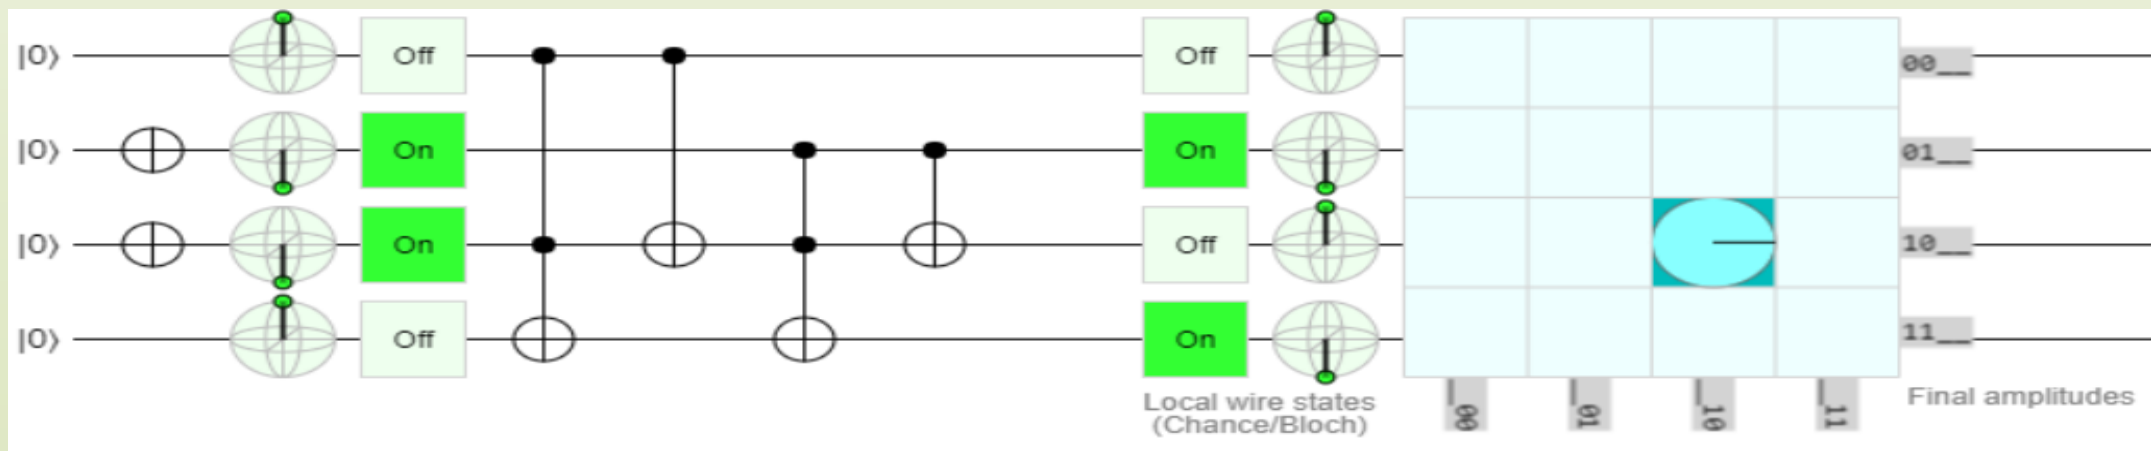 |0⟩ Off Off 00__
|0⟩ On On 01__
|0⟩ On Off 10__
|0⟩ Off On 11__
Local wire states
(Chance/Bloch)
__00 __01 __10 __11
Final amplitudes